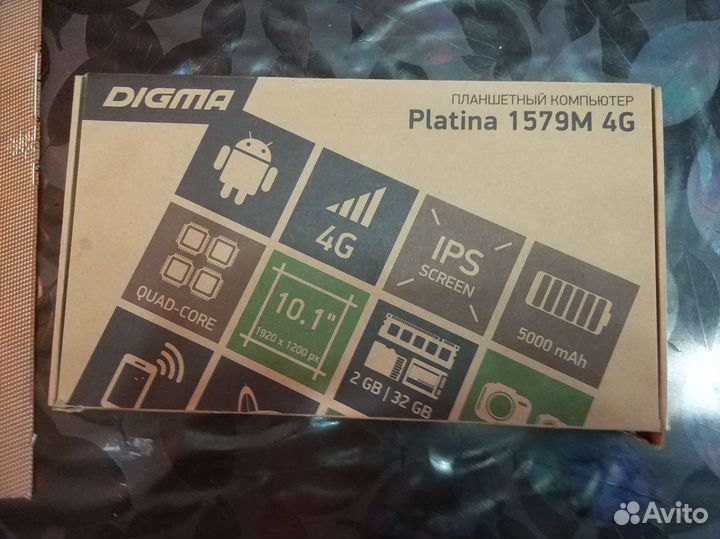 DIGMA
ПЛАНШЕТНЫЙ КОМПЬЮТЕР
Platina 1579M 4G
4G
IPS
SCREEN
5000 mAh
QUAD-CORE
10.1"
1920 x 1200 px
2 GB | 32 GB
Avito